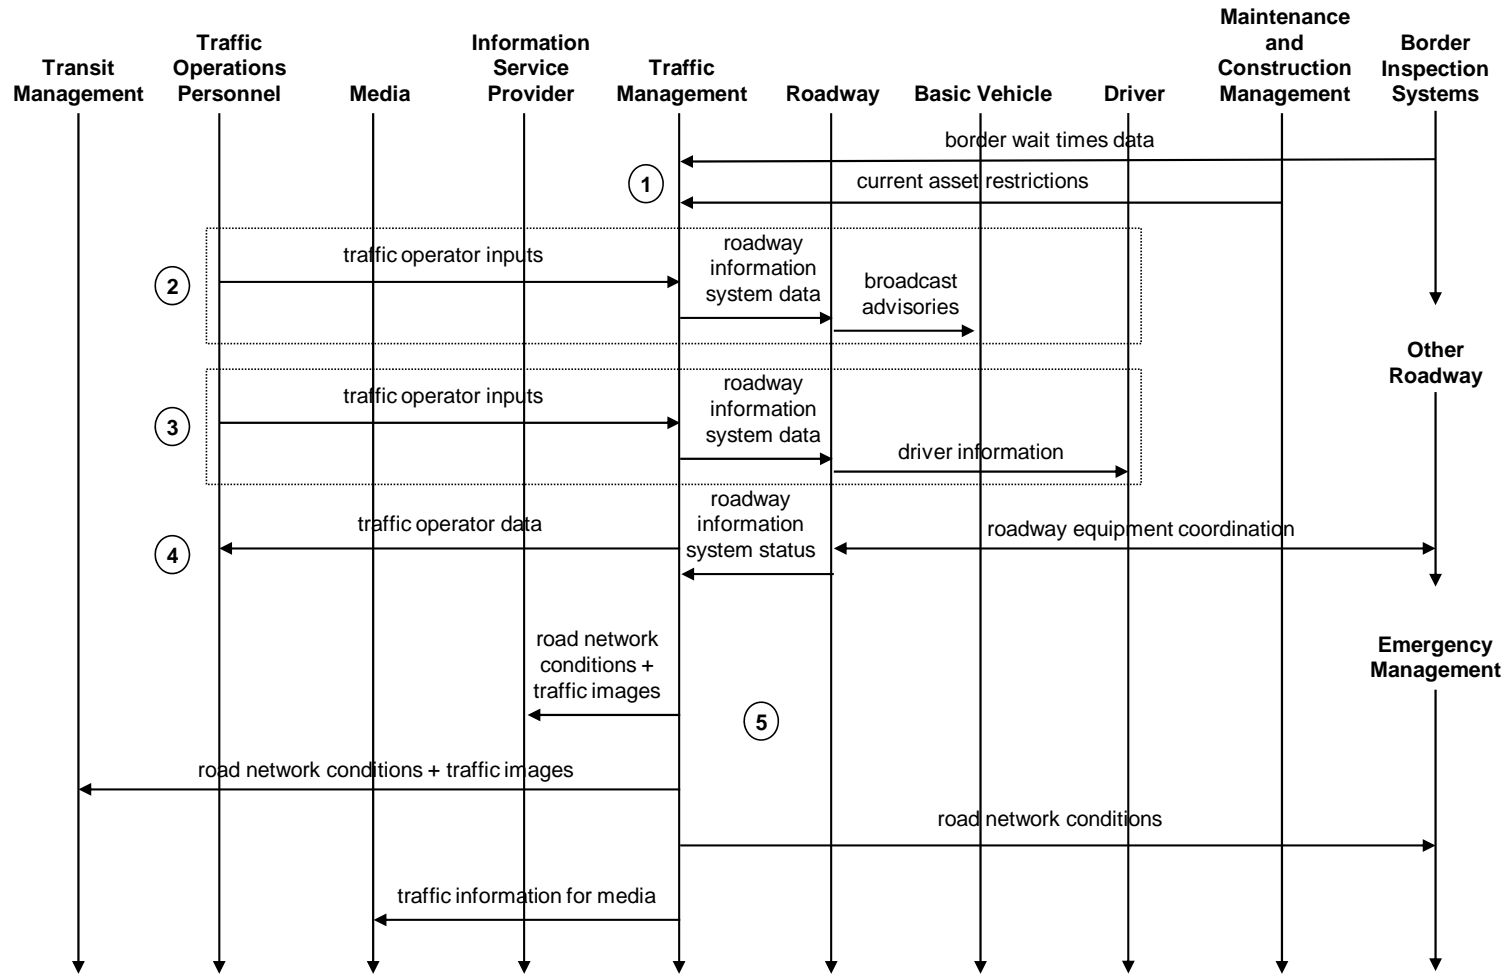 Transit
Management
Traffic
Operations
Personnel
Media
Information
Service
Provider
Traffic
Management
Roadway
Basic Vehicle
Driver
Maintenance
and
Construction
Management
Border
Inspection
Systems
border wait times data
1
current asset restrictions
2
traffic operator inputs
roadway
information
system data
broadcast
advisories
Other
Roadway
3
traffic operator inputs
roadway
information
system data
driver information
4
traffic operator data
roadway
information
system status
roadway equipment coordination
road network
conditions +
traffic images
5
Emergency
Management
road network conditions + traffic images
road network conditions
traffic information for media